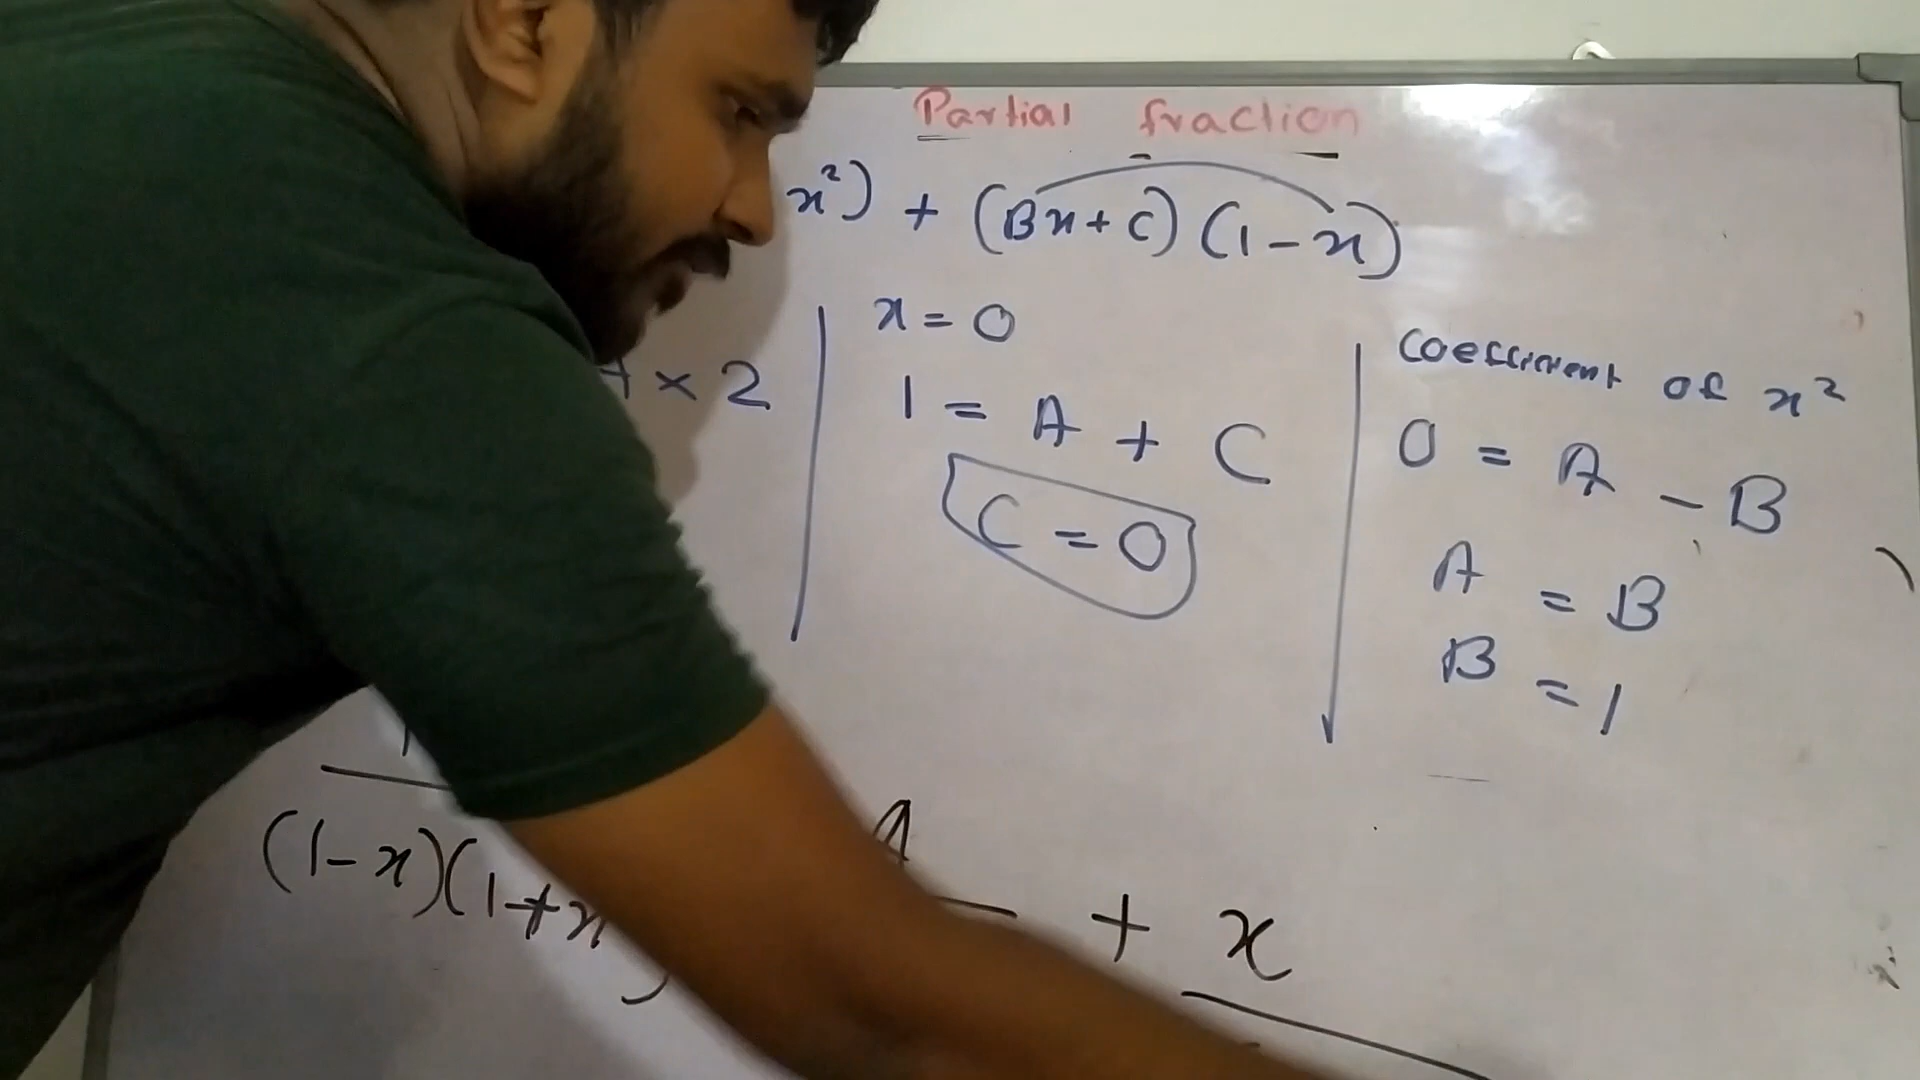 Partial fraction
x²) + (Bx+C)(1-x)
A × 2
x = 0
1 = A + C
C = 0
Coefficient of x²
0 = A - B
A = B
B = 1
(1-x)(1+x ) A + x